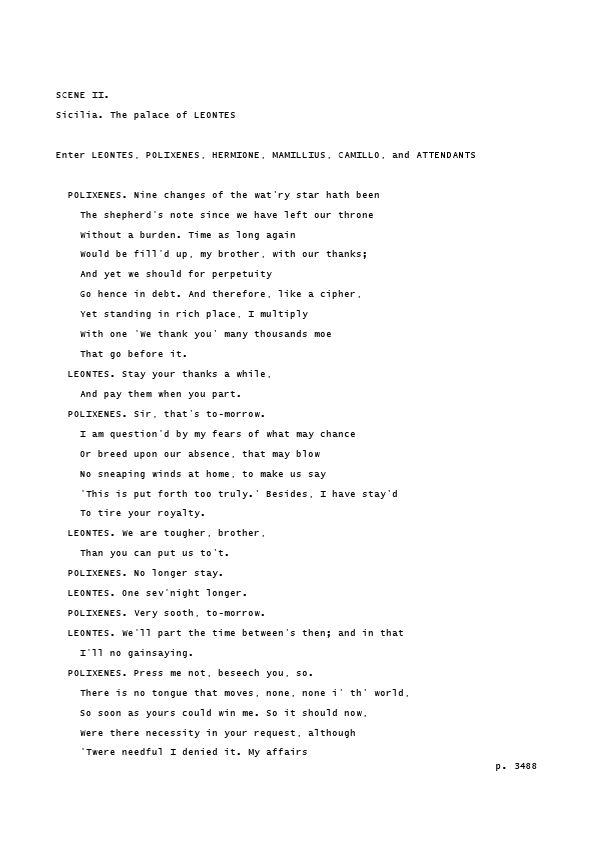 SCENE II.
Sicilia. The palace of LEONTES
Enter LEONTES, POLIXENES, HERMIONE, MAMILLIUS, CAMILLO, and ATTENDANTS
POLIXENES. Nine changes of the wat'ry star hath been
The shepherd's note since we have left our throne
Without a burden. Time as long again
Would be fill'd up, my brother, with our thanks;
And yet we should for perpetuity
Go hence in debt. And therefore, like a cipher,
Yet standing in rich place, I multiply
With one 'We thank you' many thousands moe
That go before it.
LEONTES. Stay your thanks a while,
And pay them when you part.
POLIXENES. Sir, that's to-morrow.
I am question'd by my fears of what may chance
Or breed upon our absence, that may blow
No sneaping winds at home, to make us say
'This is put forth too truly.' Besides, I have stay'd
To tire your royalty.
LEONTES. We are tougher, brother,
Than you can put us to't.
POLIXENES. No longer stay.
LEONTES. One sev'night longer.
POLIXENES. Very sooth, to-morrow.
LEONTES. We'll part the time between's then; and in that
I'll no gainsaying.
POLIXENES. Press me not, beseech you, so.
There is no tongue that moves, none, none i' th' world,
So soon as yours could win me. So it should now,
Were there necessity in your request, although
'Twere needful I denied it. My affairs
p. 3488